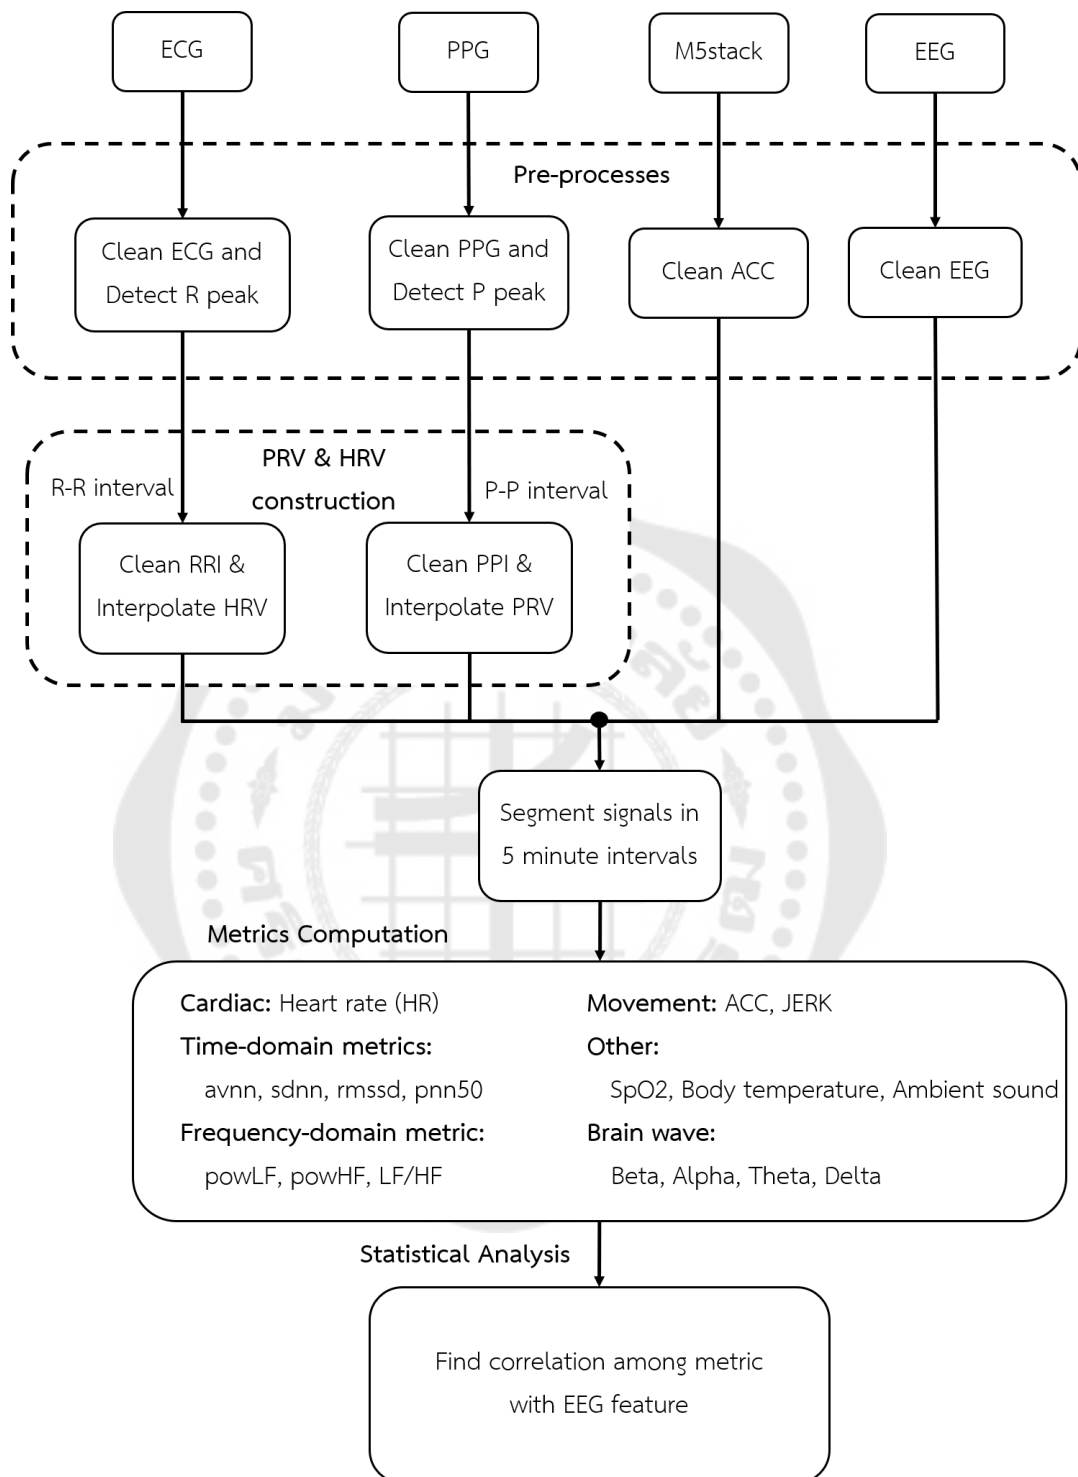 ECG
PPG
M5stack
EEG
Pre-processes
Clean ECG and
Detect R peak
Clean PPG and
Detect P peak
Clean ACC
Clean EEG
PRV & HRV
construction
R-R interval
P-P interval
Clean RRI &
Interpolate HRV
Clean PPI &
Interpolate PRV
Segment signals in
5 minute intervals
Metrics Computation
Cardiac: Heart rate (HR)
Time-domain metrics:
avnn, sdnn, rmssd, pnn50
Frequency-domain metric:
powLF, powHF, LF/HF
Movement: ACC, JERK
Other:
SpO2, Body temperature, Ambient sound
Brain wave:
Beta, Alpha, Theta, Delta
Statistical Analysis
Find correlation among metric
with EEG feature